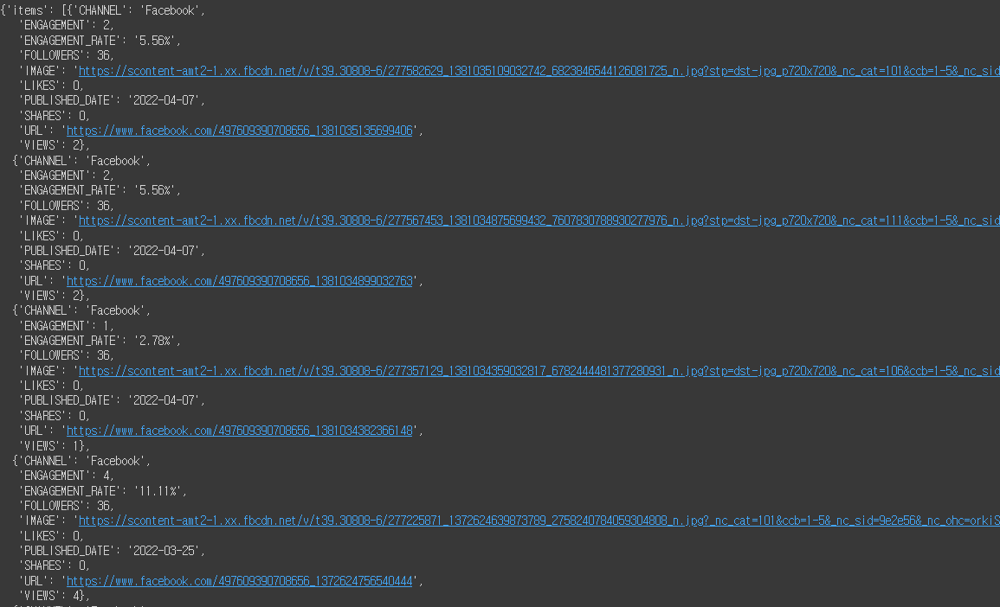 {'items': [{'CHANNEL': 'Facebook',
'ENGAGEMENT': 2,
'ENGAGEMENT_RATE': '5.56%',
'FOLLOWERS': 36,
'IMAGE': 'https://scontent-amt2-1.xx.fbcdn.net/v/t39.30808-6/277582629_1381035109032742_6823846544126081725_n.jpg?stp=dst-jpg_p720x720&_nc_cat=101&ccb=1-5&_nc_sid
'LIKES': 0,
'PUBLISHED_DATE': '2022-04-07',
'SHARES': 0,
'URL': 'https://www.facebook.com/497609390708656_1381035135699406',
'VIEWS': 2},
{'CHANNEL': 'Facebook',
'ENGAGEMENT': 2,
'ENGAGEMENT_RATE': '5.56%',
'FOLLOWERS': 36,
'IMAGE': 'https://scontent-amt2-1.xx.fbcdn.net/v/t39.30808-6/277567453_1381034875699432_7607830788930277976_n.jpg?stp=dst-jpg_p720x720&_nc_cat=111&ccb=1-5&_nc_sid
'LIKES': 0,
'PUBLISHED_DATE': '2022-04-07',
'SHARES': 0,
'URL': 'https://www.facebook.com/497609390708656_1381034899032763',
'VIEWS': 2},
{'CHANNEL': 'Facebook',
'ENGAGEMENT': 1,
'ENGAGEMENT_RATE': '2.78%',
'FOLLOWERS': 36,
'IMAGE': 'https://scontent-amt2-1.xx.fbcdn.net/v/t39.30808-6/277357129_1381034359032817_6782444481377280931_n.jpg?stp=dst-jpg_p720x720&_nc_cat=106&ccb=1-5&_nc_sid
'LIKES': 0,
'PUBLISHED_DATE': '2022-04-07',
'SHARES': 0,
'URL': 'https://www.facebook.com/497609390708656_1381034382366148',
'VIEWS': 1},
{'CHANNEL': 'Facebook',
'ENGAGEMENT': 4,
'ENGAGEMENT_RATE': '11.11%',
'FOLLOWERS': 36,
'IMAGE': 'https://scontent-amt2-1.xx.fbcdn.net/v/t39.30808-6/277225871_1372624639873789_2758240784059304808_n.jpg?_nc_cat=101&ccb=1-5&_nc_sid=9e2e56&_nc_ohc=orkiS
'LIKES': 0,
'PUBLISHED_DATE': '2022-03-25',
'SHARES': 0,
'URL': 'https://www.facebook.com/497609390708656_1372624756540444',
'VIEWS': 4},